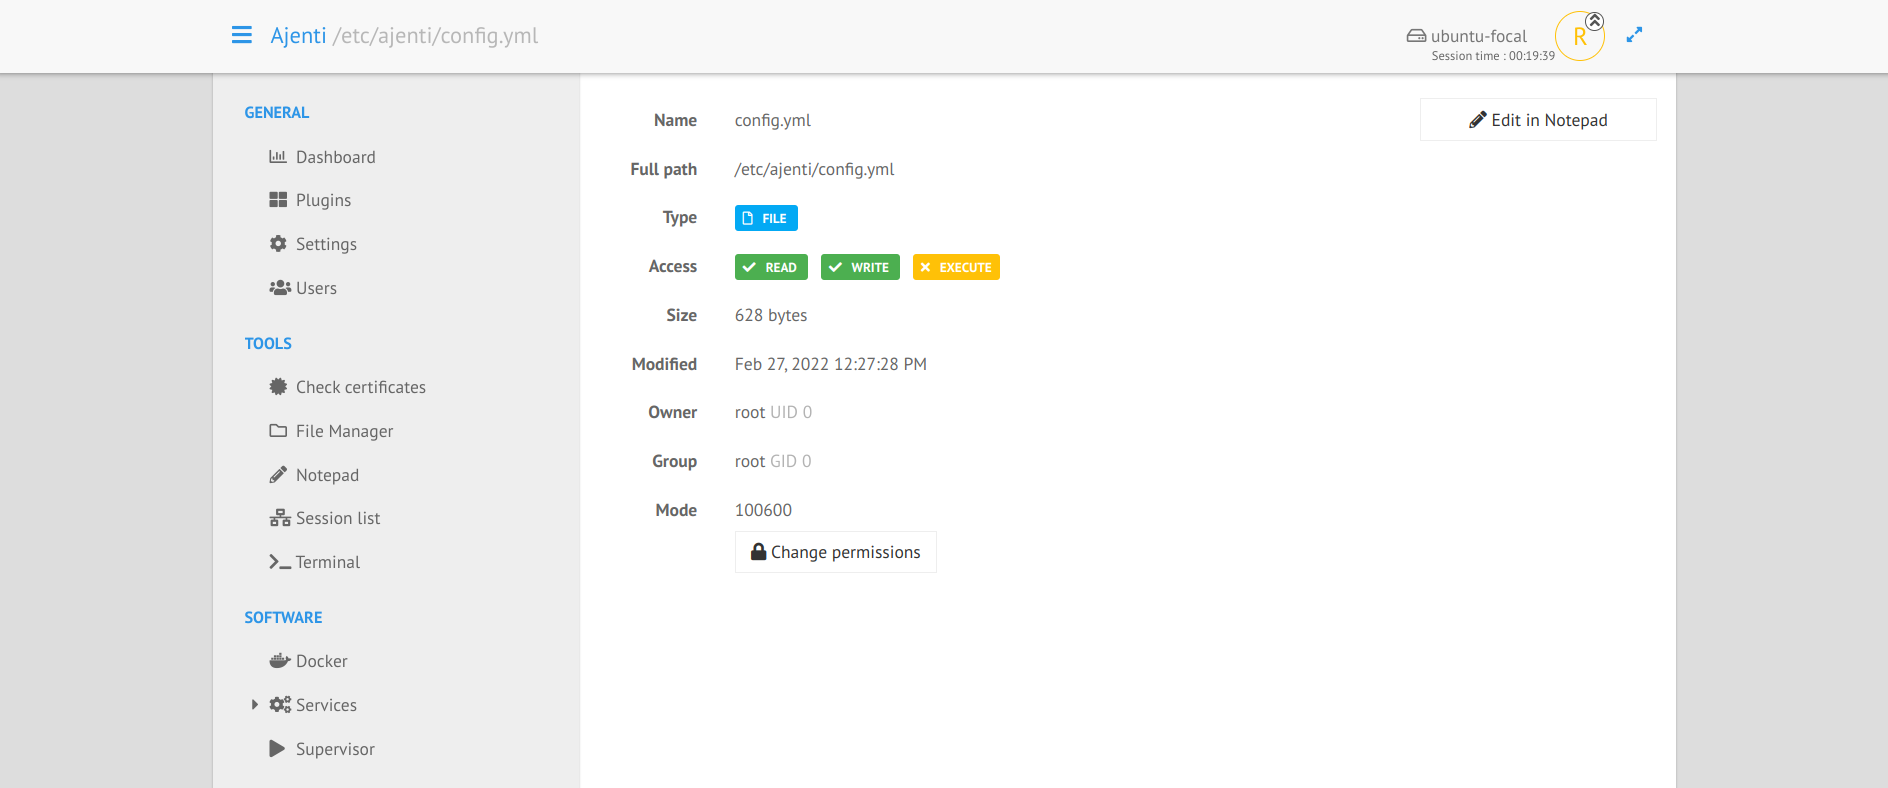 Ajenti /etc/ajenti/config.yml
ubuntu-focal
Session time : 00:19:39
R
GENERAL
Dashboard
Plugins
Settings
Users
TOOLS
Check certificates
File Manager
Notepad
Session list
Terminal
SOFTWARE
Docker
Services
Supervisor
Name config.yml
Edit in Notepad
Full path /etc/ajenti/config.yml
Type FILE
Access READ WRITE EXECUTE
Size 628 bytes
Modified Feb 27, 2022 12:27:28 PM
Owner root UID 0
Group root GID 0
Mode 100600
Change permissions